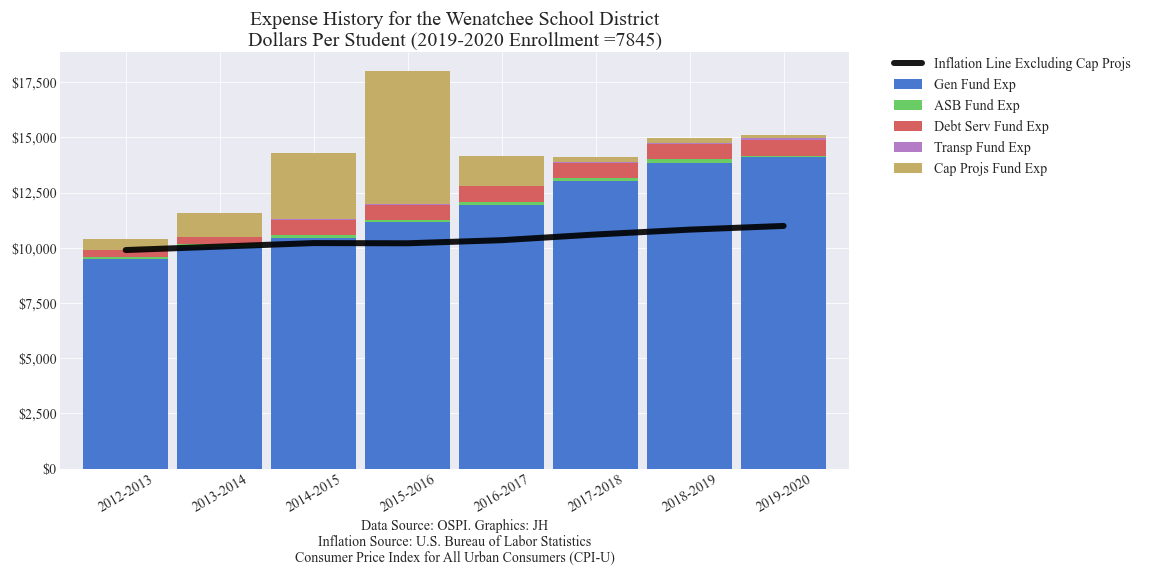 Expense History for the Wenatchee School District
Dollars Per Student (2019-2020 Enrollment =7845)
Inflation Line Excluding Cap Projs
Gen Fund Exp
ASB Fund Exp
Debt Serv Fund Exp
Transp Fund Exp
Cap Projs Fund Exp
$17,500
$15,000
$12,500
$10,000
$7,500
$5,000
$2,500
$0
2012-2013
2013-2014
2014-2015
2015-2016
2016-2017
2017-2018
2018-2019
2019-2020
Data Source: OSPI. Graphics: JH
Inflation Source: U.S. Bureau of Labor Statistics
Consumer Price Index for All Urban Consumers (CPI-U)